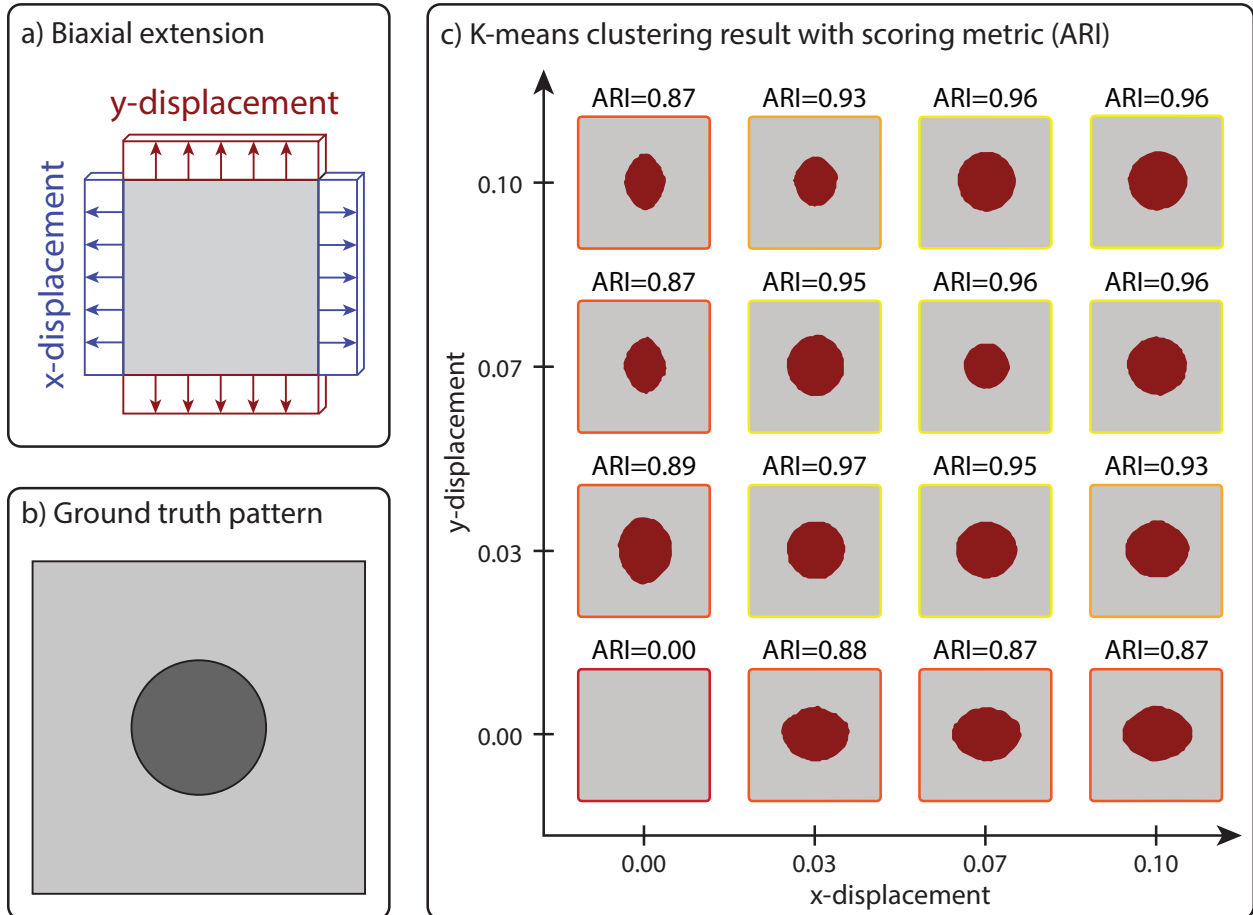 a) Biaxial extension
y-displacement
x-displacement
b) Ground truth pattern
c) K-means clustering result with scoring metric (ARI)
ARI=0.87 ARI=0.93 ARI=0.96 ARI=0.96
0.10
ARI=0.87 ARI=0.95 ARI=0.96 ARI=0.96
0.07
y-displacement
ARI=0.89 ARI=0.97 ARI=0.95 ARI=0.93
0.03
ARI=0.00 ARI=0.88 ARI=0.87 ARI=0.87
0.00
0.00 0.03 0.07 0.10
x-displacement